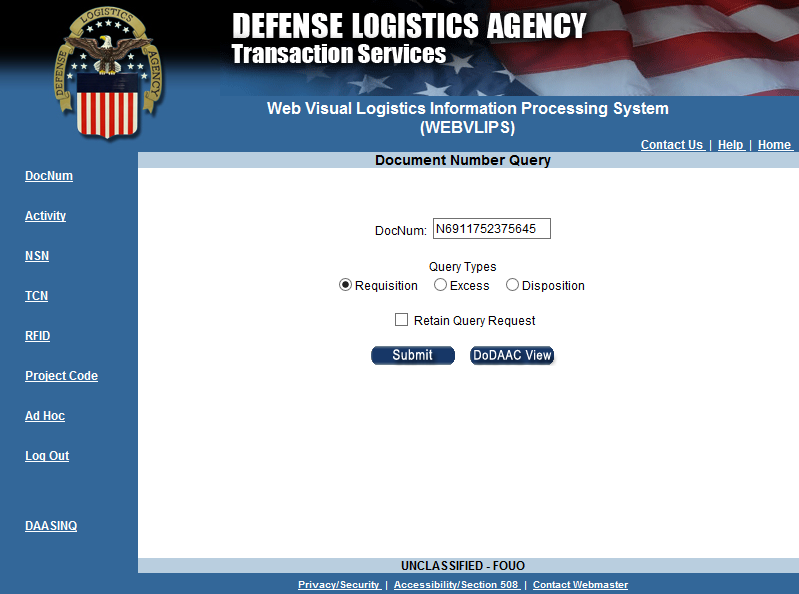 DEFENSE LOGISTICS AGENCY
DEFENSE LOGISTICS AGENCY
Transaction Services
Web Visual Logistics Information Processing System
(WEBVLIPS)
Contact Us | Help | Home
Document Number Query
DocNum
Activity
NSN
TCN
RFID
Project Code
Ad Hoc
Log Out
DAASINQ
DocNum: N6911752375645
Query Types
Requisition Excess Disposition
Retain Query Request
Submit DoDAAC View
UNCLASSIFIED - FOUO
Privacy/Security | Accessibility/Section 508 | Contact Webmaster